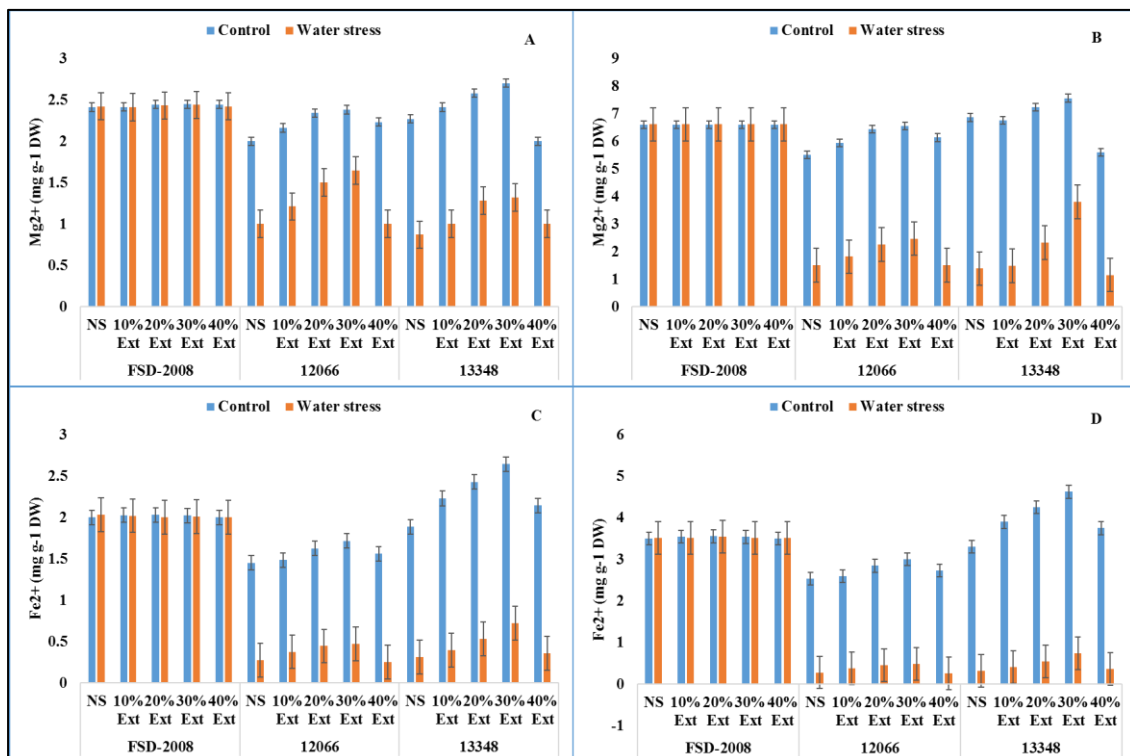 Control Water stress
A
3
2.5
2
1.5
1
0.5
0
Mg2+ (mg g-1 DW)
NS 10% 20% 30% 40% NS 10% 20% 30% 40% NS 10% 20% 30% 40%
Ext Ext Ext Ext Ext Ext Ext Ext Ext Ext Ext Ext
FSD-2008 12066 13348
Control Water stress
B
9
8
7
6
5
4
3
2
1
0
Mg2+ (mg g-1 DW)
NS 10% 20% 30% 40% NS 10% 20% 30% 40% NS 10% 20% 30% 40%
Ext Ext Ext Ext Ext Ext Ext Ext Ext Ext Ext Ext
FSD-2008 12066 13348
Control Water stress
C
3
2.5
2
1.5
1
0.5
0
Fe2+ (mg g-1 DW)
NS 10% 20% 30% 40% NS 10% 20% 30% 40% NS 10% 20% 30% 40%
Ext Ext Ext Ext Ext Ext Ext Ext Ext Ext Ext Ext
FSD-2008 12066 13348
Control Water stress
D
6
5
4
3
2
1
0
-1
Fe2+ (mg g-1 DW)
NS 10% 20% 30% 40% NS 10% 20% 30% 40% NS 10% 20% 30% 40%
Ext Ext Ext Ext Ext Ext Ext Ext Ext Ext Ext Ext
FSD-2008 12066 13348